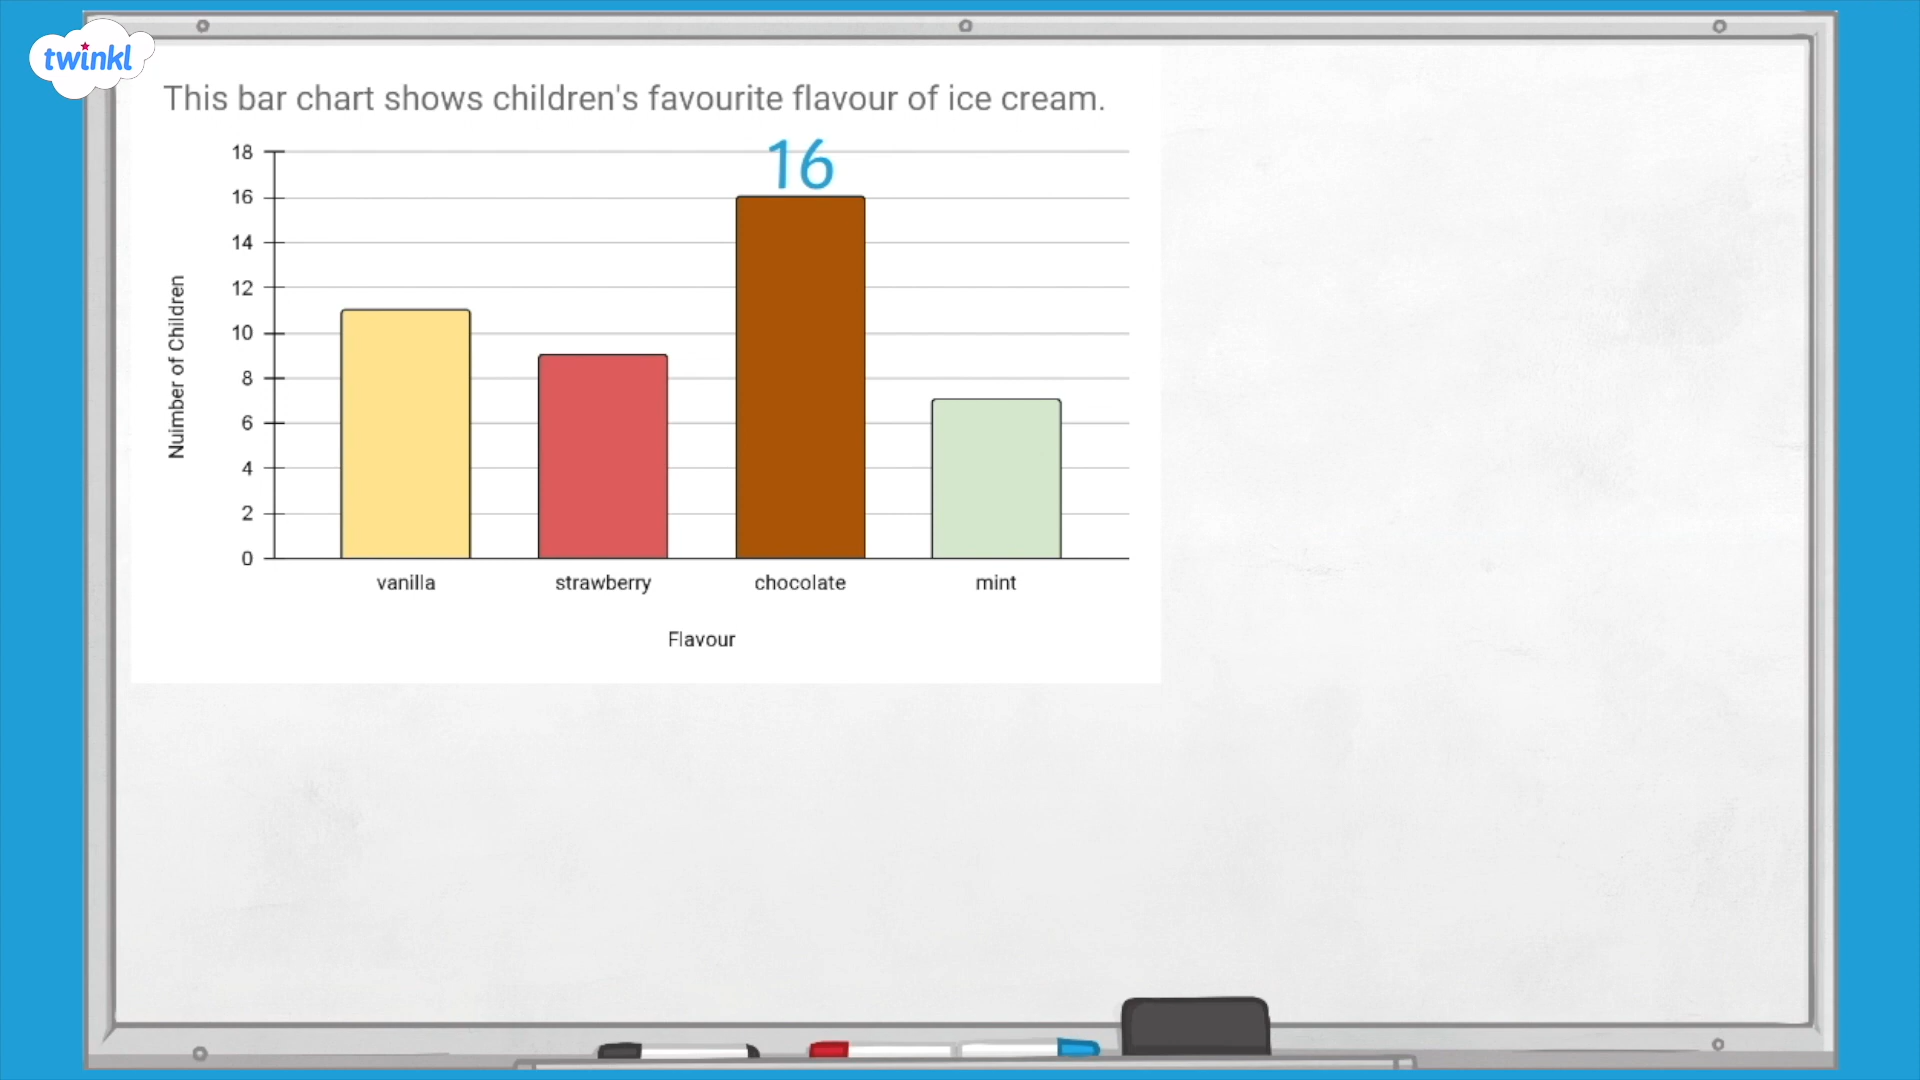 twinkl
This bar chart shows children's favourite flavour of ice cream.
16
18
16
14
12
10
8
6
4
2
0
Nuimber of Children
vanilla strawberry chocolate mint
Flavour